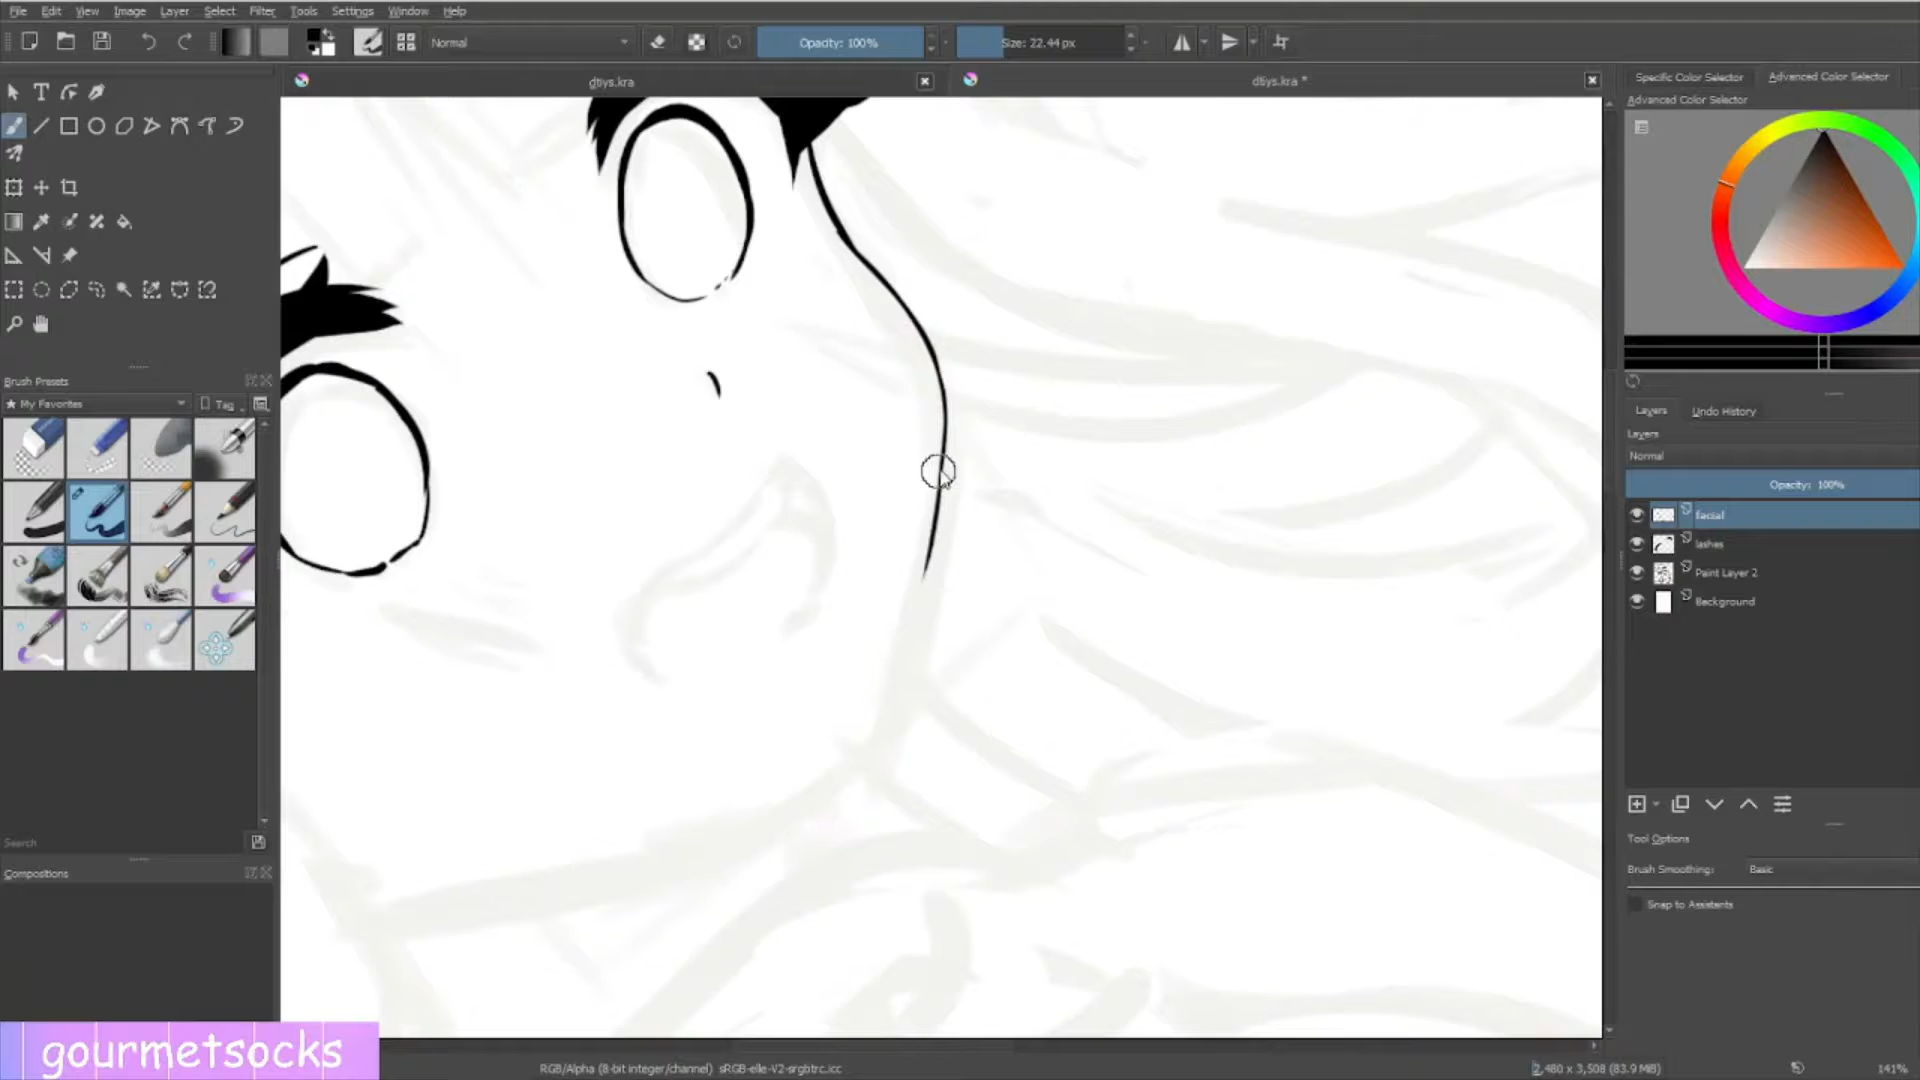 File Edit View Image Layer Select Filter Tools Settings Window Help
Normal Opacity: 100% Size: 22.44 px
dtiys.kra dtiys.kra *
Specific Color Selector Advanced Color Selector
Advanced Color Selector
Brush Presets
My Favorites Tag
Search
Compositions
Layers Undo History
Layers
Normal
Opacity: 100%
facial
lashes
Paint Layer 2
Background
Tool Options
Brush Smoothing: Basic
Snap to Assistants
gourmetsocks
RGB/Alpha (8-bit integer/channel) sRGB-elle-V2-srgbtrc.icc 2,480 x 3,508 (83.9 MiB) 141%